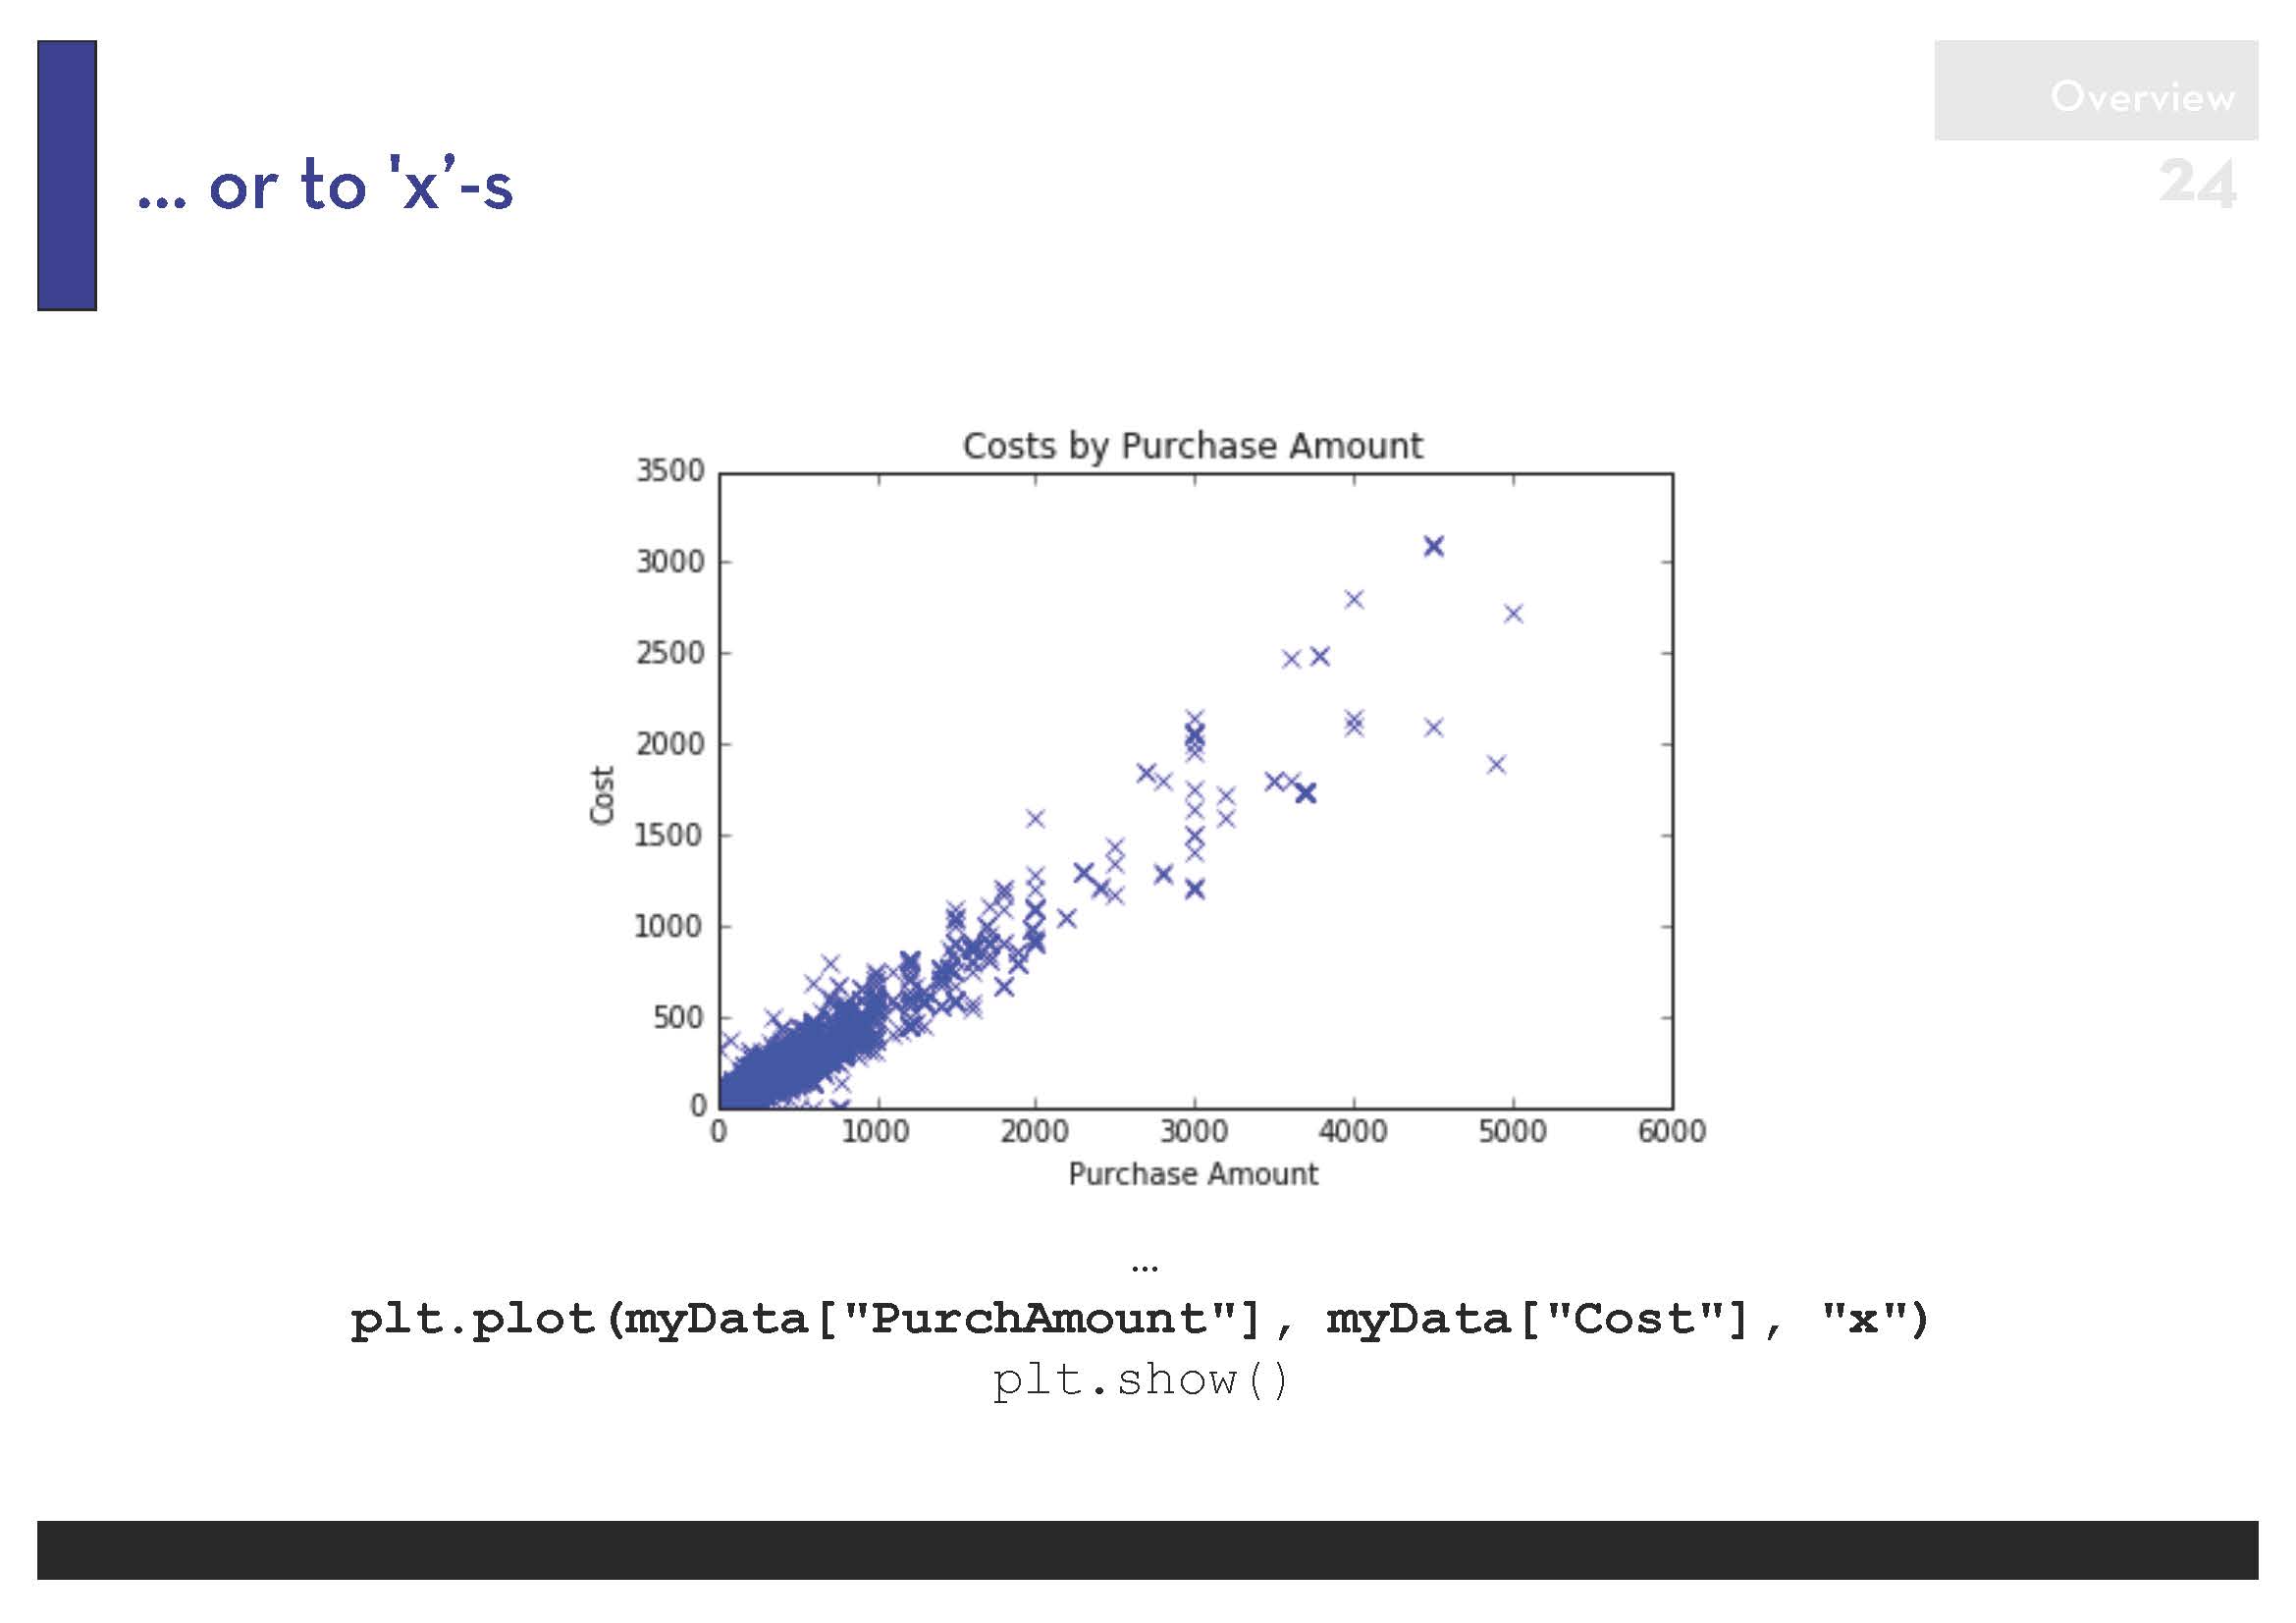 Overview
24
... or to 'x’-s
Costs by Purchase Amount
3500
3000
2500
2000
1500
1000
500
0
Cost
0 1000 2000 3000 4000 5000 6000
Purchase Amount
…
plt.plot(myData["PurchAmount"], myData["Cost"], "x")
plt.show()